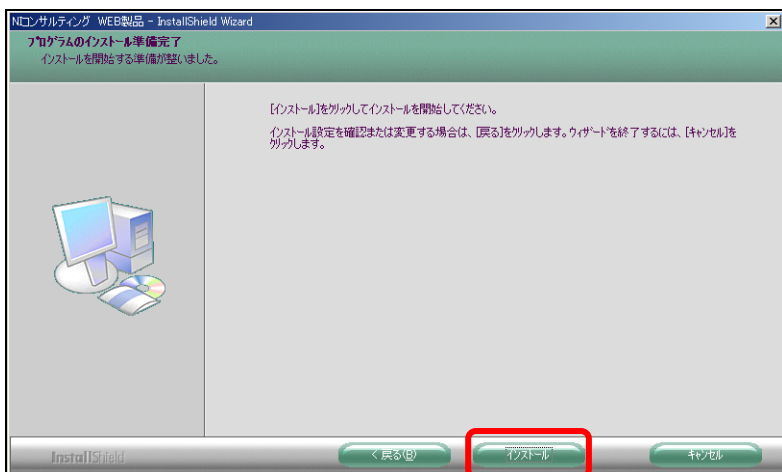 NIコンサルティング WEB製品 - InstallShield Wizard
プログラムのインストール準備完了
インストールを開始する準備が整いました。
[インストール]をクリックしてインストールを開始してください。
インストール設定を確認または変更する場合は、[戻る]をクリックします。ウィザードを終了するには、[キャンセル]を
クリックします。
InstallShield
< 戻る(B)
インストール
キャンセル